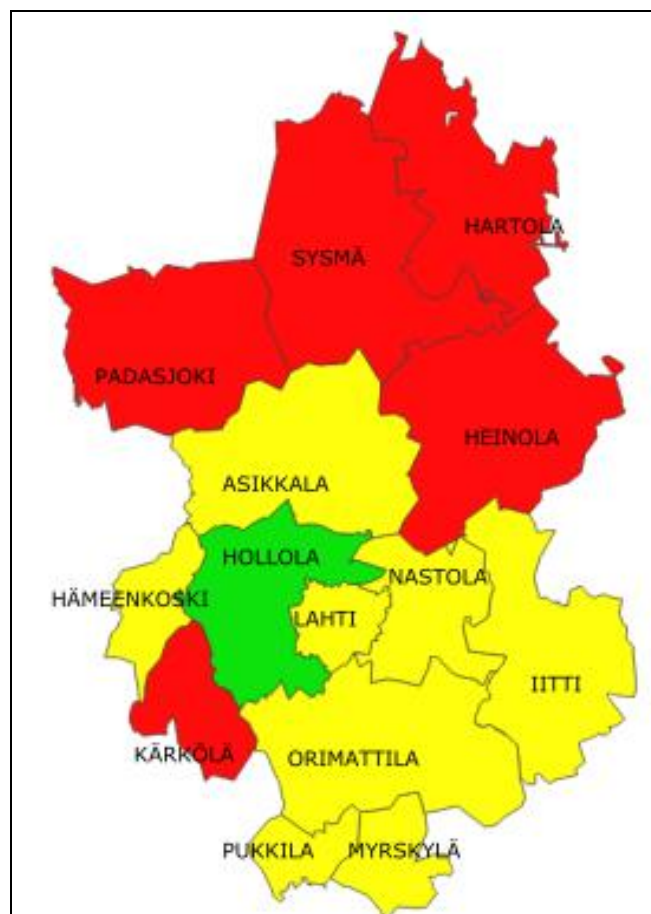 HARTOLA
SYSMÄ
PADASJOKI
HEINOLA
ASIKKALA
HOLLOLA
NASTOLA
HÄMEENKOSKI
LAHTI
IITTI
KÄRKÖLÄ
ORIMATTILA
PUKKILA
MYRSKYLÄ